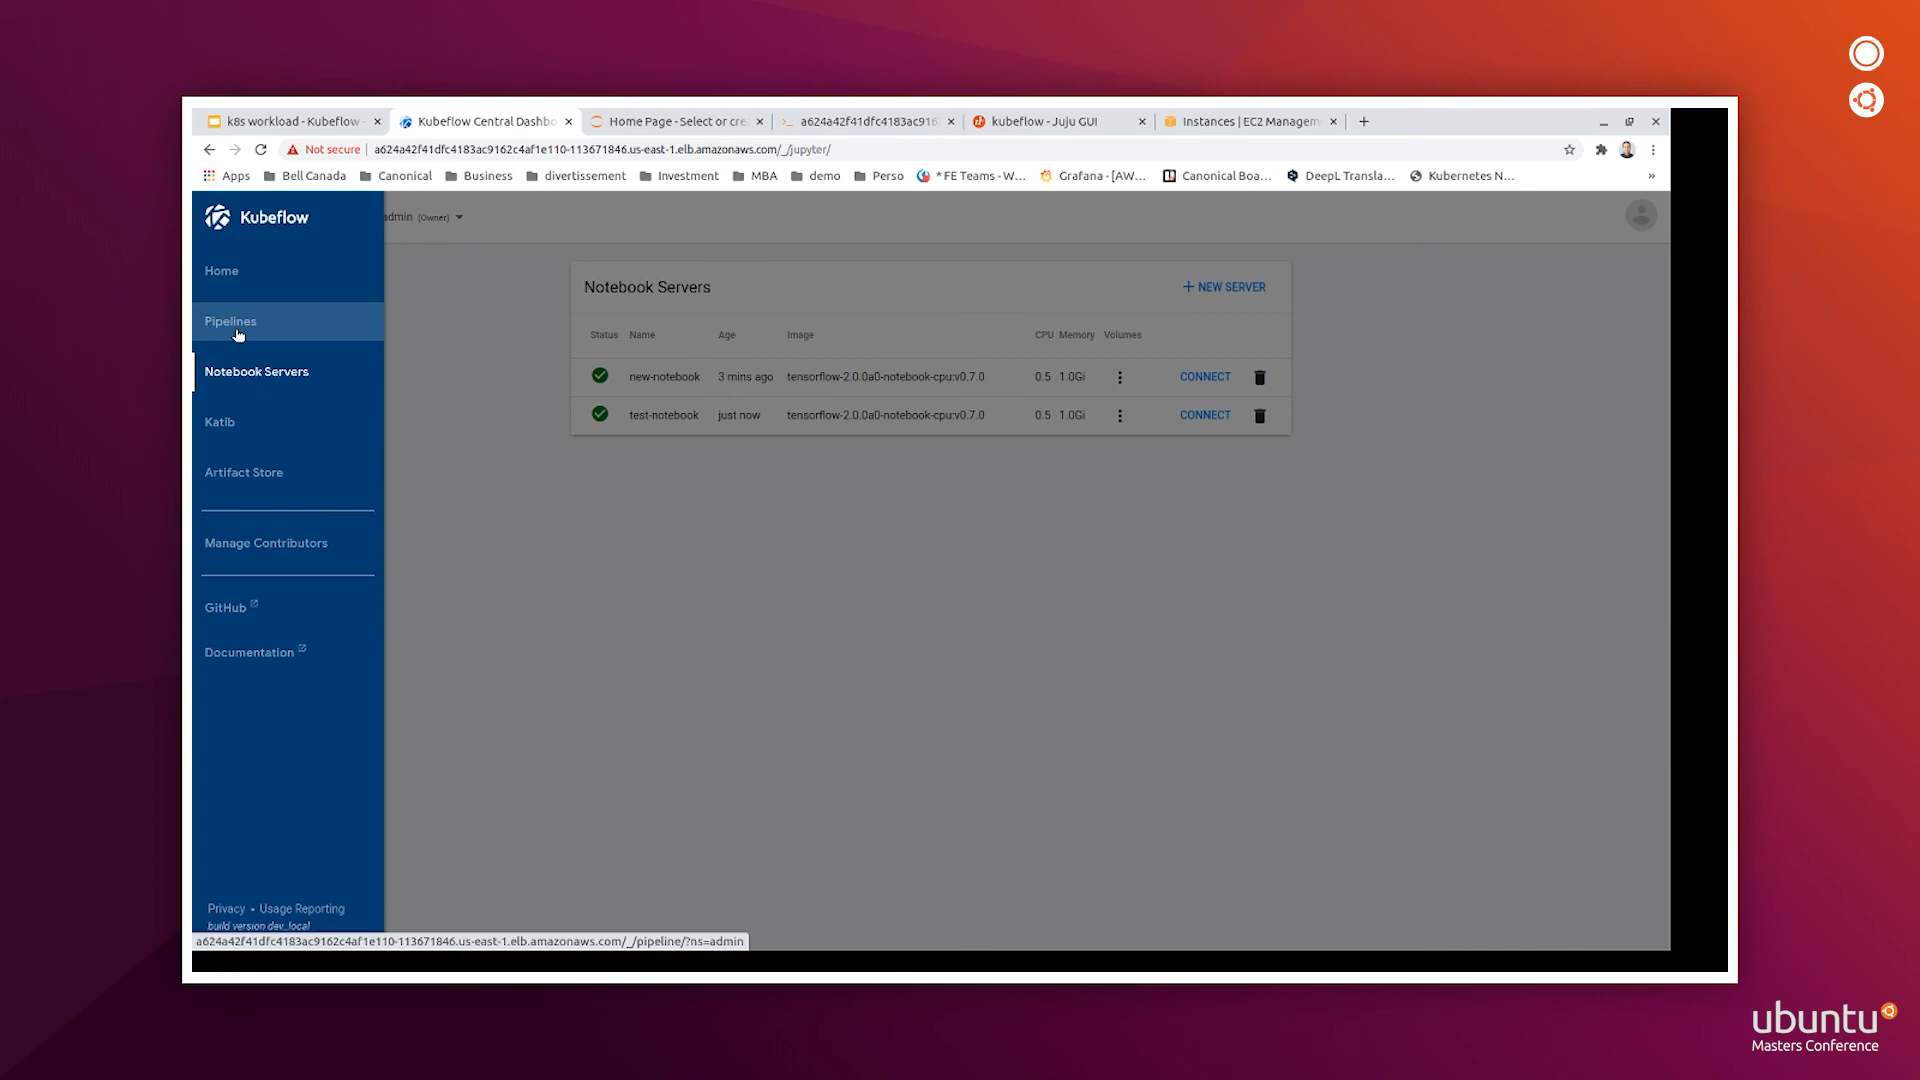 k8s workload - Kubeflow -
Kubeflow Central Dashbo
Home Page - Select or cre
a624a42f41dfc4183ac916
kubeflow - Juju GUI
Instances | EC2 Managem
Not secure
a624a42f41dfc4183ac9162c4af1e110-113671846.us-east-1.elb.amazonaws.com/_/jupyter/
Apps
Bell Canada
Canonical
Business
divertissement
Investment
MBA
demo
Perso
* FE Teams - W...
Grafana - [AW...
Canonical Boa...
DeepL Transla...
Kubernetes N...
»
Kubeflow
admin (Owner)
Home
Pipelines
Notebook Servers
Katib
Artifact Store
Manage Contributors
GitHub
Documentation
Privacy • Usage Reporting
build version dev_local
Notebook Servers
+ NEW SERVER
Status Name Age Image CPU Memory Volumes
new-notebook 3 mins ago tensorflow-2.0.0a0-notebook-cpu:v0.7.0 0.5 1.0Gi CONNECT
test-notebook just now tensorflow-2.0.0a0-notebook-cpu:v0.7.0 0.5 1.0Gi CONNECT
a624a42f41dfc4183ac9162c4af1e110-113671846.us-east-1.elb.amazonaws.com/_/pipeline/?ns=admin
ubuntu
Masters Conference